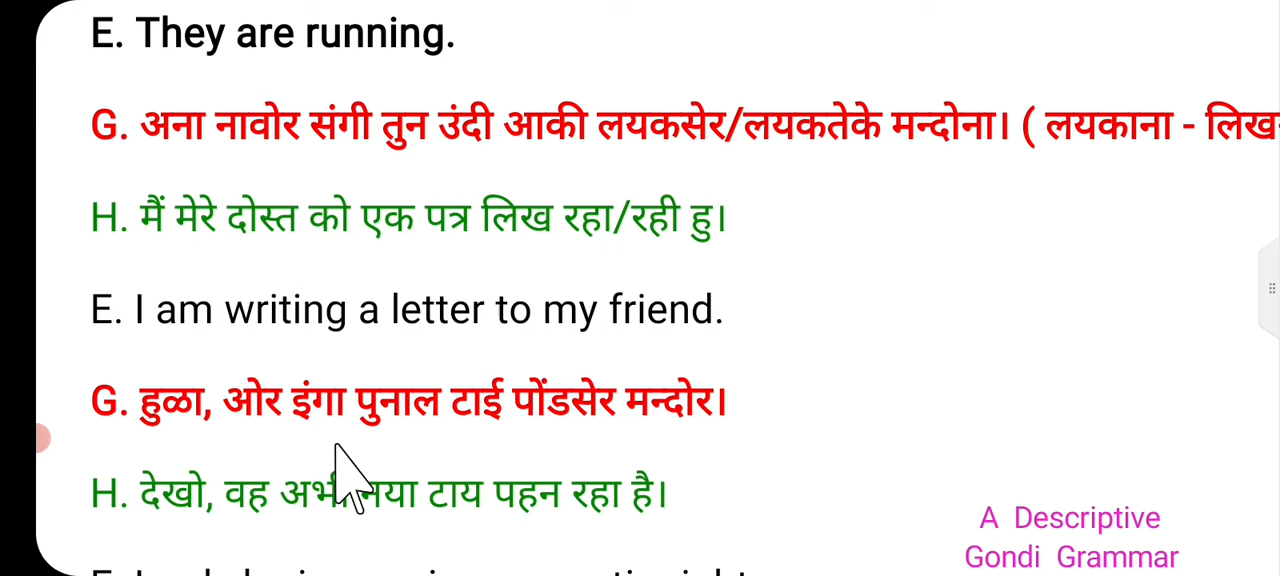 E. They are running.
G. अना नावोर संगी तुन उंदी आकी लयकसेर/लयकतेके मन्दोना। ( लयकाना -
H. मैं मेरे दोस्त को एक पत्र लिख रहा/रही हु।
E. I am writing a letter to my friend.
G. हुळा, ओर इंगा पुनाल टाई पोंडसेर मन्दोर।
H. देखो, वह अभी नया टाय पहन रहा है।
A Descriptive
Gondi Grammar